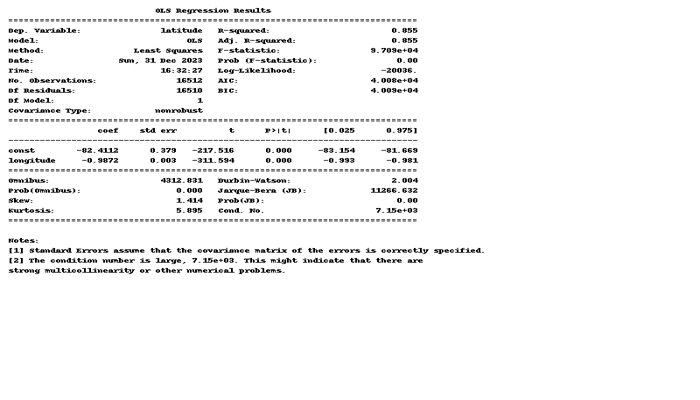 OLS Regression Results
==============================================================================
Dep. Variable: latitude R-squared: 0.855
Model: OLS Adj. R-squared: 0.855
Method: Least Squares F-statistic: 9.709e+04
Date: Sun, 31 Dec 2023 Prob (F-statistic): 0.00
Time: 16:32:27 Log-Likelihood: -20036.
No. Observations: 16512 AIC: 4.008e+04
Df Residuals: 16510 BIC: 4.009e+04
Df Model: 1
Covariance Type: nonrobust
==============================================================================
coef std err t P>|t| [0.025 0.975]
------------------------------------------------------------------------------
const -82.4112 0.379 -217.516 0.000 -83.154 -81.669
longitude -0.9872 0.003 -311.594 0.000 -0.993 -0.981
==============================================================================
Omnibus: 4312.831 Durbin-Watson: 2.004
Prob(Omnibus): 0.000 Jarque-Bera (JB): 11266.632
Skew: 1.414 Prob(JB): 0.00
Kurtosis: 5.895 Cond. No. 7.15e+03
==============================================================================
Notes:
[1] Standard Errors assume that the covariance matrix of the errors is correctly specified.
[2] The condition number is large, 7.15e+03. This might indicate that there are
strong multicollinearity or other numerical problems.